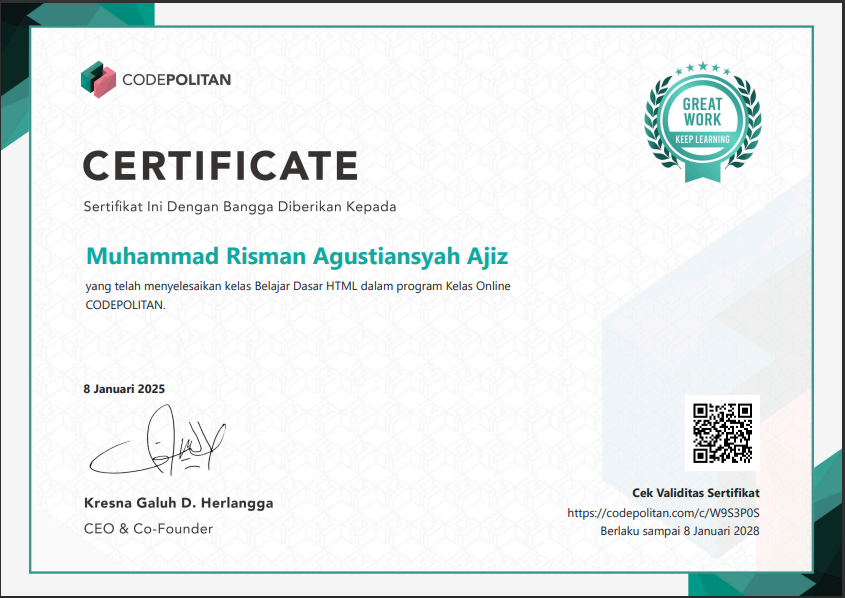 CODEPOLITAN
GREAT
WORK
KEEP LEARNING
CERTIFICATE
Sertifikat Ini Dengan Bangga Diberikan Kepada
Muhammad Risman Agustiansyah Ajiz
yang telah menyelesaikan kelas Belajar Dasar HTML dalam program Kelas Online
CODEPOLITAN.
8 Januari 2025
Kresna Galuh D. Herlangga
CEO & Co-Founder
Cek Validitas Sertifikat
https://codepolitan.com/c/W9S3P0S
Berlaku sampai 8 Januari 2028